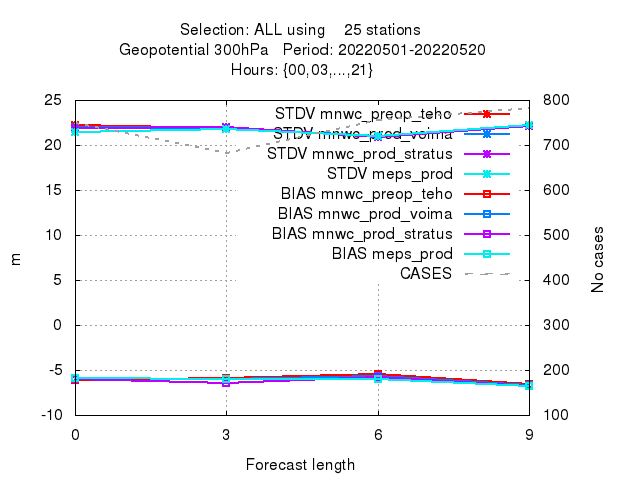 Selection: ALL using    25 stations
Geopotential 300hPa   Period: 20220501-20220520
Hours: {00,03,...,21}
25
20
15
10
5
0
-5
-10
m
800
700
600
500
400
300
200
100
No cases
STDV mnwc_preop_teho
STDV mnwc_prod_voima
STDV mnwc_prod_stratus
STDV meps_prod
BIAS mnwc_preop_teho
BIAS mnwc_prod_voima
BIAS mnwc_prod_stratus
BIAS meps_prod
CASES
0 3 6 9
Forecast length